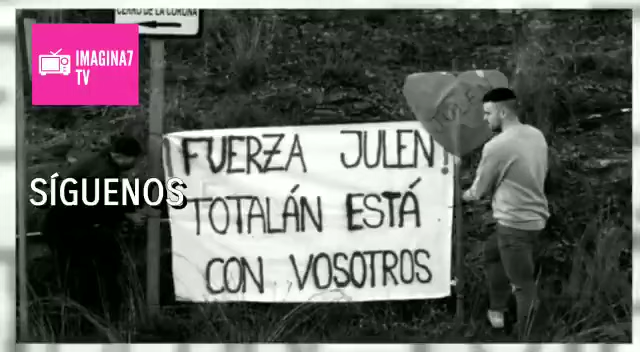 CERRO DE LA CORONA
IMAGINA7
TV
SÍGUENOS
¡FUERZA JULEN!
TOTALÁN ESTÁ
CON VOSOTROS